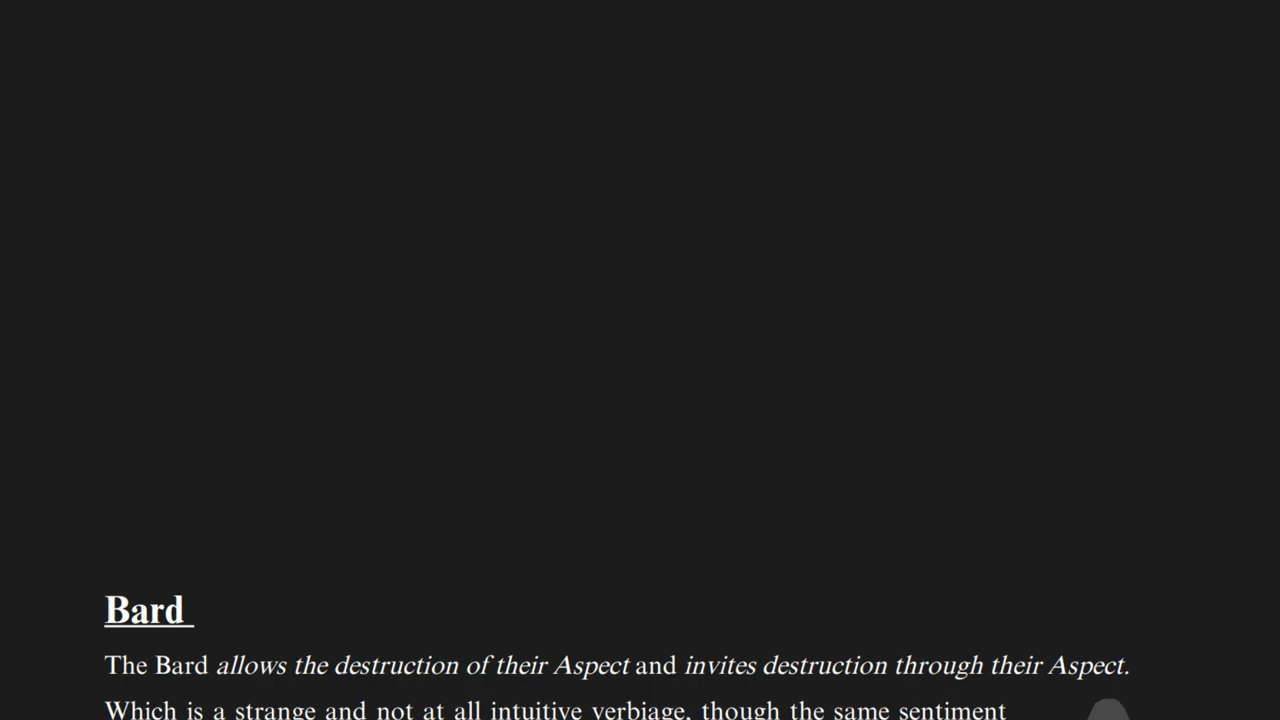 Bard
The Bard allows the destruction of their Aspect and invites destruction through their Aspect.
Which is a strange and not at all intuitive verbiage, though the same sentiment